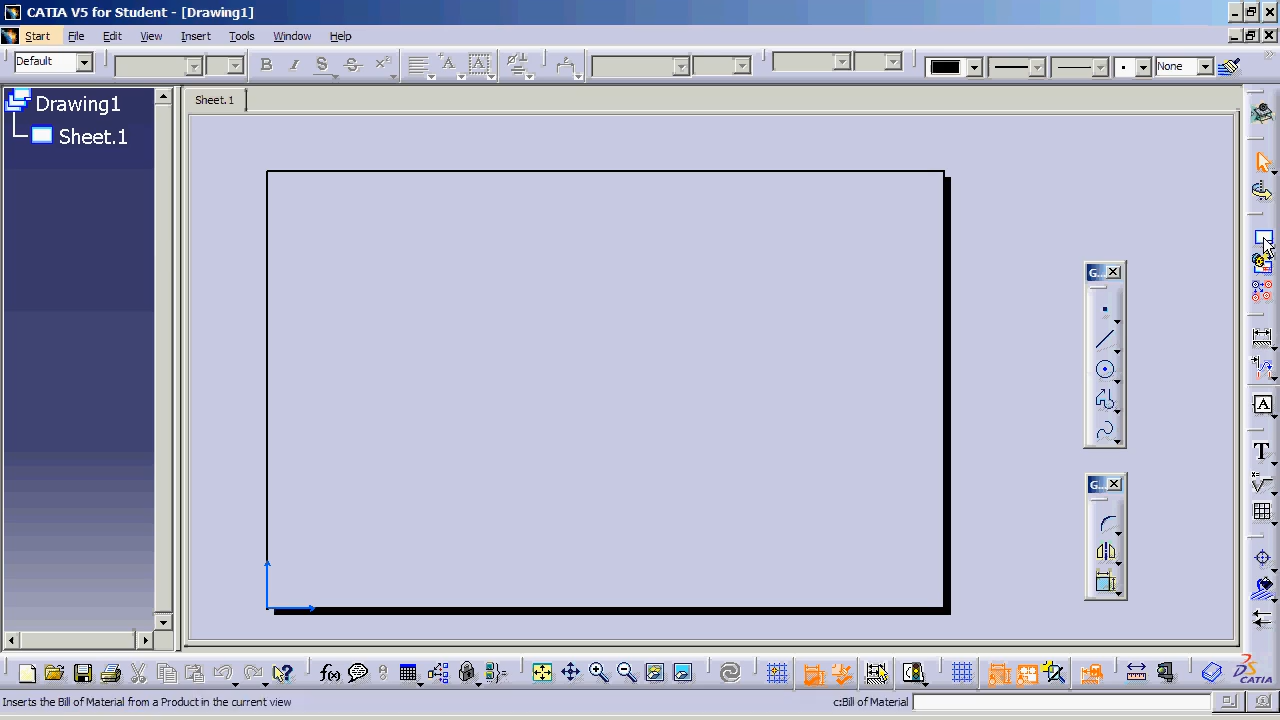 CATIA V5 for Student - [Drawing1]
Start File Edit View Insert Tools Window Help
Default
B I S S x²
A A
None
Drawing1
Sheet.1
Sheet.1
G...
A
T
G...
f(x)
CATIA
Inserts the Bill of Material from a Product in the current view
c:Bill of Material